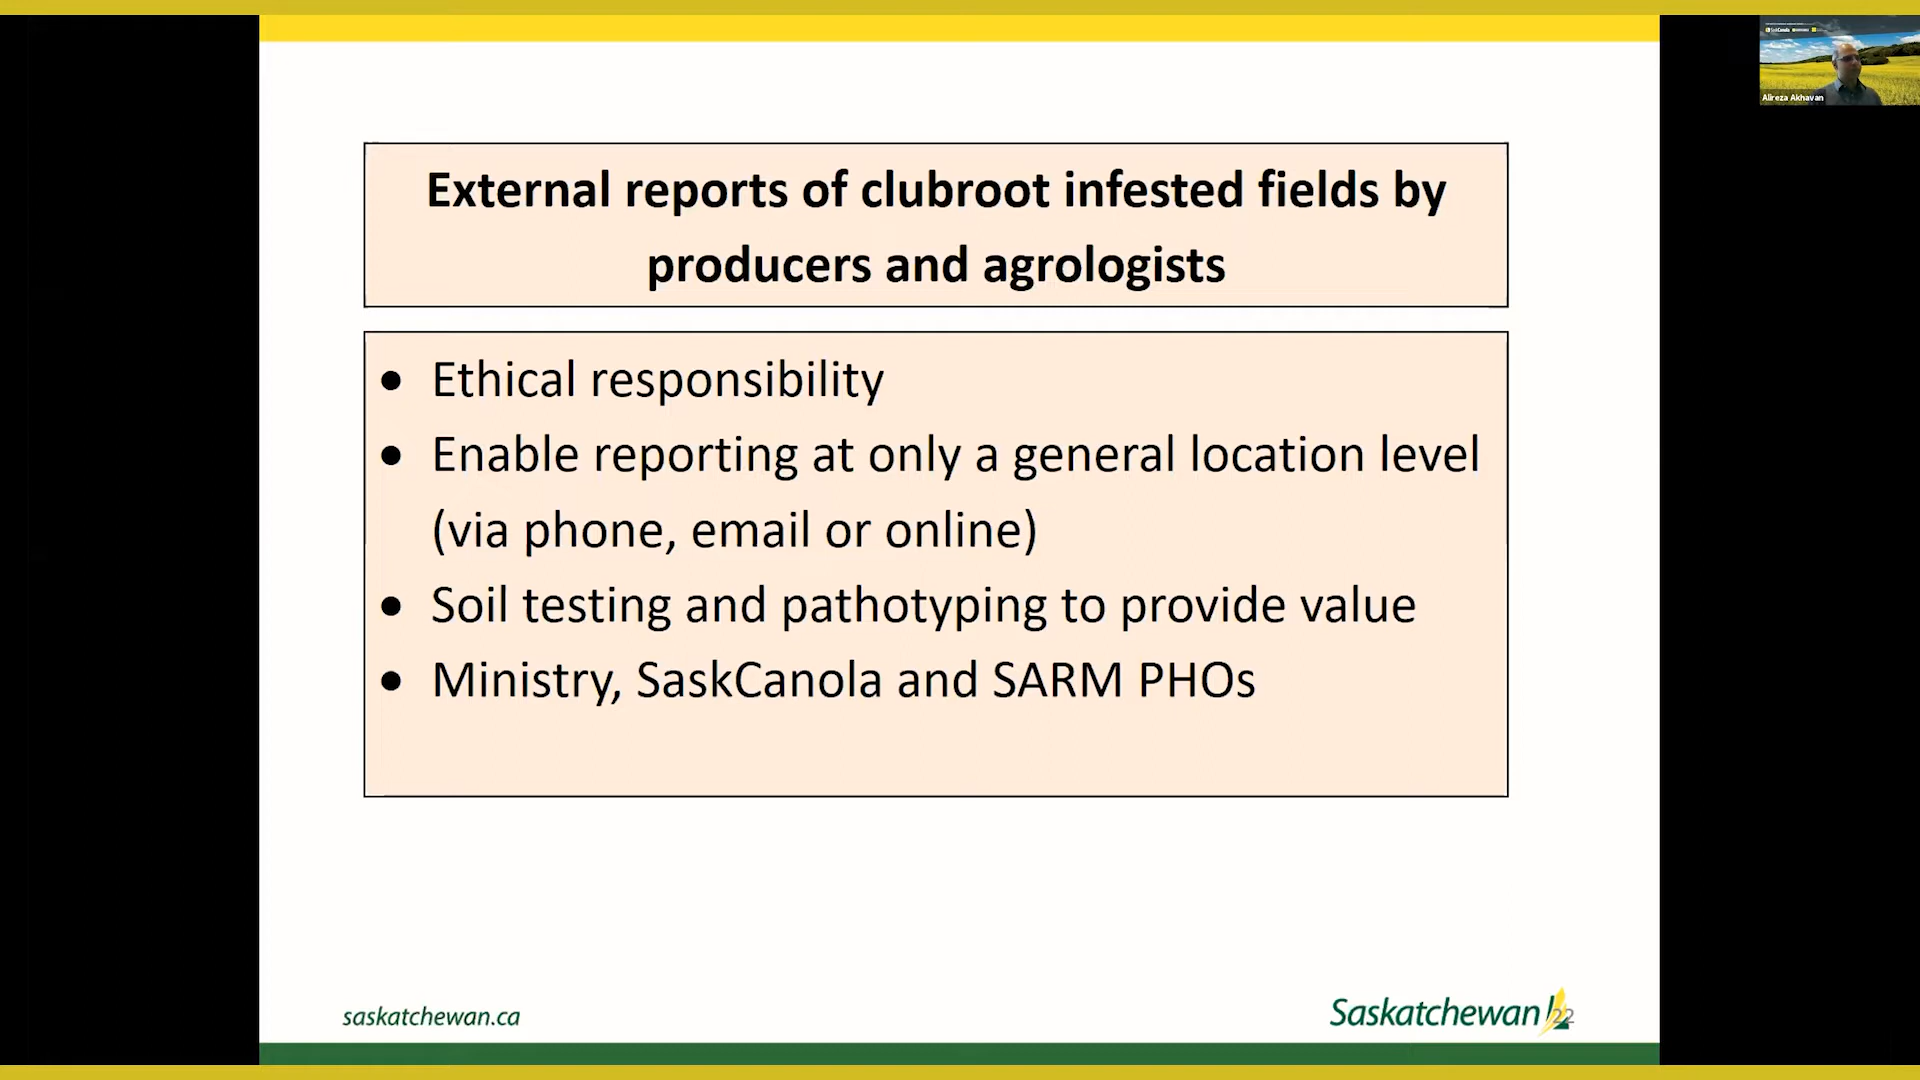 External reports of clubroot infested fields by
producers and agrologists
• Ethical responsibility
• Enable reporting at only a general location level
(via phone, email or online)
• Soil testing and pathotyping to provide value
• Ministry, SaskCanola and SARM PHOs
saskatchewan.ca
Saskatchewan
22
SaskCanola
Alireza Akhavan